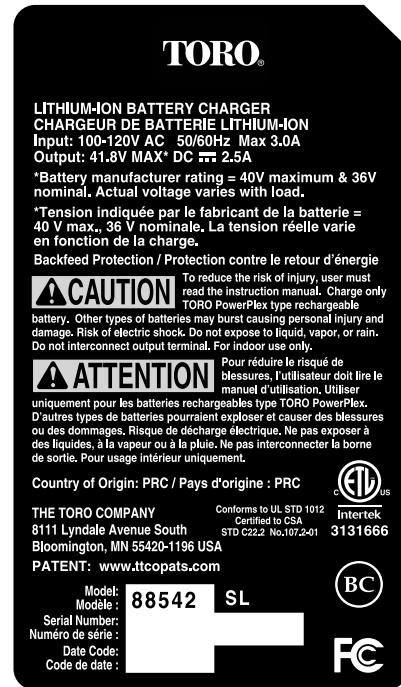 TORO®
LITHIUM-ION BATTERY CHARGER
CHARGEUR DE BATTERIE LITHIUM-ION
Input: 100-120V AC 50/60Hz Max 3.0A
Output: 41.8V MAX* DC ⎓ 2.5A
*Battery manufacturer rating = 40V maximum & 36V
nominal. Actual voltage varies with load.
*Tension indiquée par le fabricant de la batterie =
40 V max., 36 V nominale. La tension réelle varie
en fonction de la charge.
Backfeed Protection / Protection contre le retour d'énergie
CAUTION
To reduce the risk of injury, user must
read the instruction manual. Charge only
TORO PowerPlex type rechargeable
battery. Other types of batteries may burst causing personal injury and
damage. Risk of electric shock. Do not expose to liquid, vapor, or rain.
Do not interconnect output terminal. For indoor use only.
ATTENTION
Pour réduire le risqué de
blessures, l'utilisateur doit lire le
manuel d'utilisation. Utiliser
uniquement pour les batteries rechargeables type TORO PowerPlex.
D'autres types de batteries pourraient exploser et causer des blessures
ou des dommages. Risque de décharge électrique. Ne pas exposer à
des liquides, à la vapeur ou à la pluie. Ne pas interconnecter la borne
de sortie. Pour usage intérieur uniquement.
Country of Origin: PRC / Pays d'origine : PRC
THE TORO COMPANY
8111 Lyndale Avenue South
Bloomington, MN 55420-1196 USA
PATENT: www.ttcopats.com
Conforms to UL STD 1012
Certified to CSA
STD C22.2 No.107.2-01
C ETL US
Intertek
3131666
BC
Model:
Modèle : 88542 SL
Serial Number:
Numéro de série :
Date Code:
Code de date :
FC